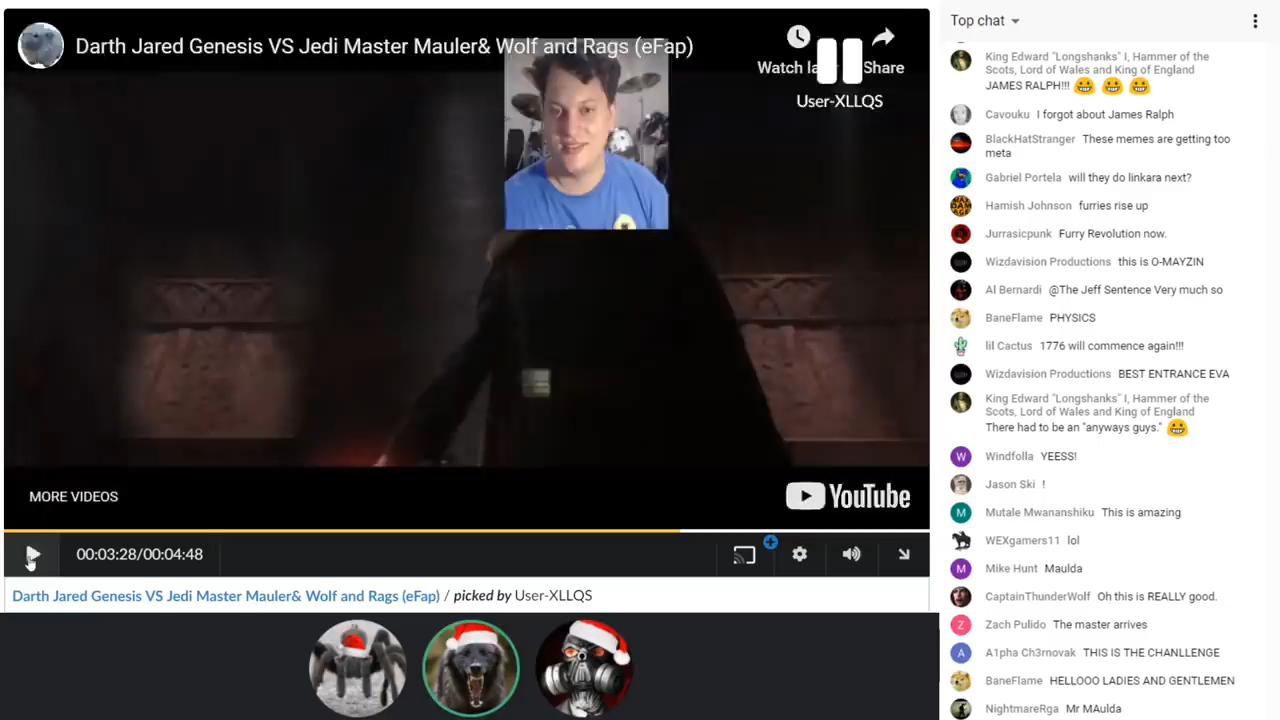 Darth Jared Genesis VS Jedi Master Mauler& Wolf and Rags (eFap)
Watch la
Share
User-XLLQS
MORE VIDEOS
YouTube
00:03:28/00:04:48
Darth Jared Genesis VS Jedi Master Mauler& Wolf and Rags (eFap) / picked by User-XLLQS
Top chat
King Edward "Longshanks" I, Hammer of the
Scots, Lord of Wales and King of England
JAMES RALPH!!! 😬 😬 😬
Cavouku I forgot about James Ralph
BlackHatStranger These memes are getting too
meta
Gabriel Portela will they do linkara next?
Hamish Johnson furries rise up
Jurrasicpunk Furry Revolution now.
Wizdavision Productions this is O-MAYZIN
Al Bernardi @The Jeff Sentence Very much so
BaneFlame PHYSICS
lil Cactus 1776 will commence again!!!
Wizdavision Productions BEST ENTRANCE EVA
King Edward "Longshanks" I, Hammer of the
Scots, Lord of Wales and King of England
There had to be an "anyways guys." 😬
W
Windfolla YEESS!
Jason Ski !
M
Mutale Mwananshiku This is amazing
WEXgamers11 lol
M
Mike Hunt Maulda
CaptainThunderWolf Oh this is REALLY good.
Z
Zach Pulido The master arrives
A
A1pha Ch3rnovak THIS IS THE CHANLLENGE
BaneFlame HELLOOO LADIES AND GENTLEMEN
NightmareRga Mr MAulda